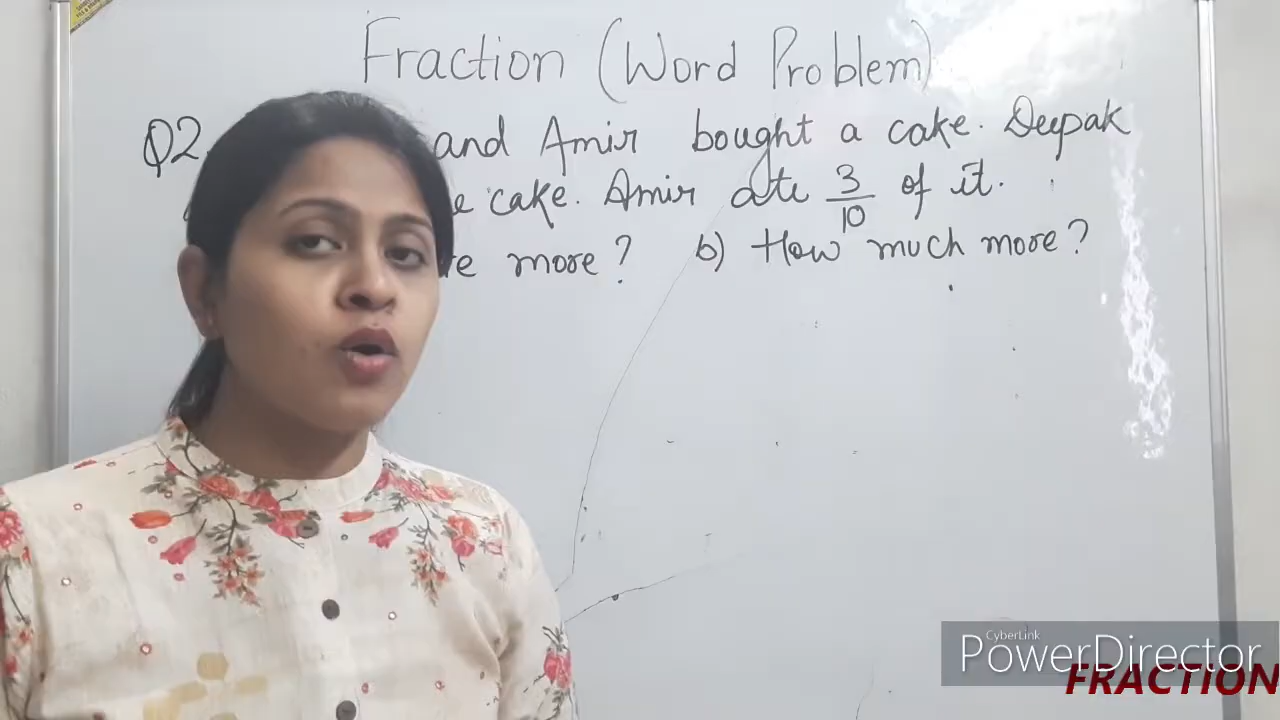 Fraction (Word Problem)
Q2. and Amir bought a cake. Deepak
cake. Amir ate 3/10 of it.
more? b) How much more?
CyberLink
PowerDirector
FRACTION